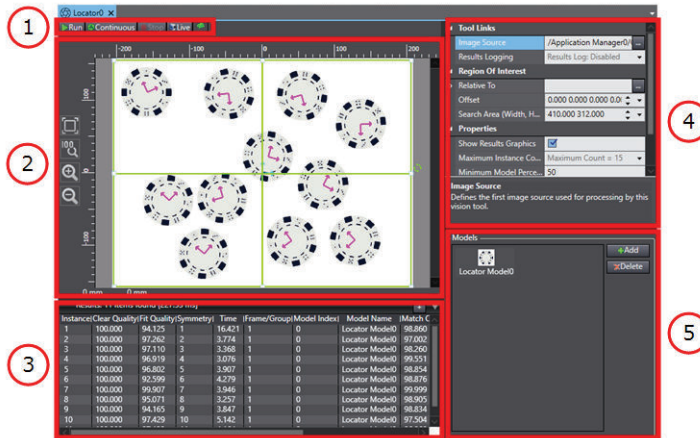 Locator0 ×
1
Run Continuous Stop Live
-200 -100 0 100 200
100
0
-100
100
0 mm 0 mm
2
Tool Links
Image Source /Application Manager0/ ...
Results Logging Results Log: Disabled
Region Of Interest
Relative To ...
Offset 0.000 0.000 0.000 0.0
Search Area (Width, H... 410.000 312.000
Properties
Show Results Graphics
Maximum Instance Co... Maximum Count = 15
Minimum Model Perce... 50
Image Source
Defines the first image source used for processing by this
vision tool.
4
Results: 11 items found
Instance Clear Quality Fit Quality Symmetry Time Frame/Group Model Index Model Name Match
1 100.000 94.125 1 16.421 1 0 Locator Model0 98.860
2 100.000 97.262 2 3.774 1 0 Locator Model0 97.002
3 100.000 97.110 3 3.368 1 0 Locator Model0 98.260
4 100.000 96.919 4 3.076 1 0 Locator Model0 99.551
5 100.000 96.802 5 3.907 1 0 Locator Model0 98.854
6 100.000 92.599 6 4.279 1 0 Locator Model0 98.876
7 100.000 99.907 7 3.946 1 0 Locator Model0 99.999
8 100.000 95.071 8 3.257 1 0 Locator Model0 98.905
9 100.000 94.165 9 3.847 1 0 Locator Model0 98.834
10 100.000 97.429 10 5.142 1 0 Locator Model0 97.504
3
Models
Locator Model0
Add
Delete
5